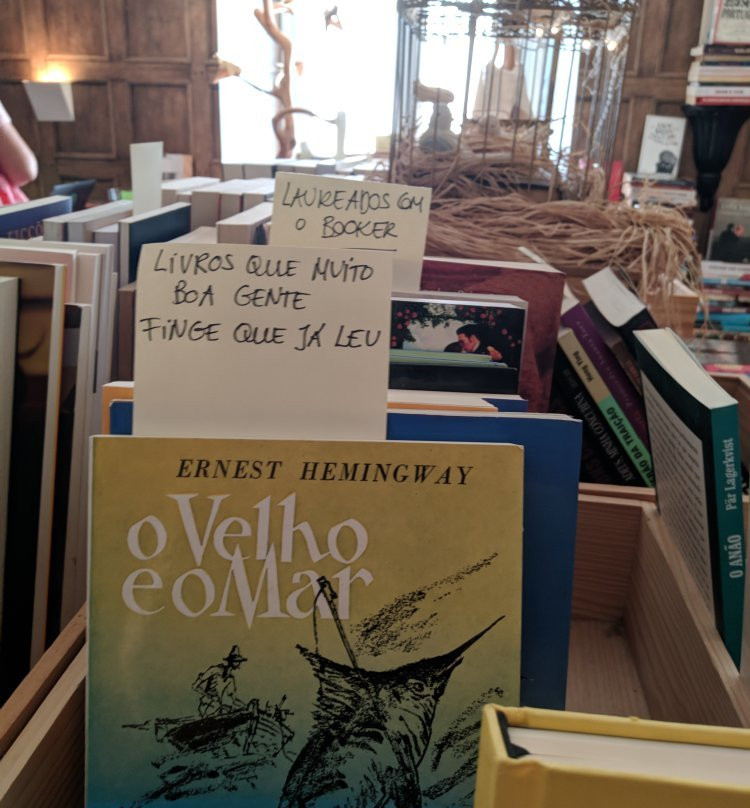 LAUREADOS COM
O BOOKER
LIVROS QUE MUITO
BOA GENTE
FINGE QUE JÁ LEU
ERNEST HEMINGWAY
O Velho
e o Mar
O ANÃO Pär Lagerkvist